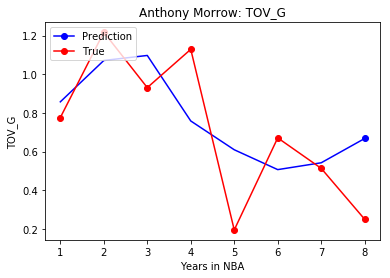 Anthony Morrow: TOV_G
Prediction
True
TOV_G
1.2
1.0
0.8
0.6
0.4
0.2
1 2 3 4 5 6 7 8
Years in NBA